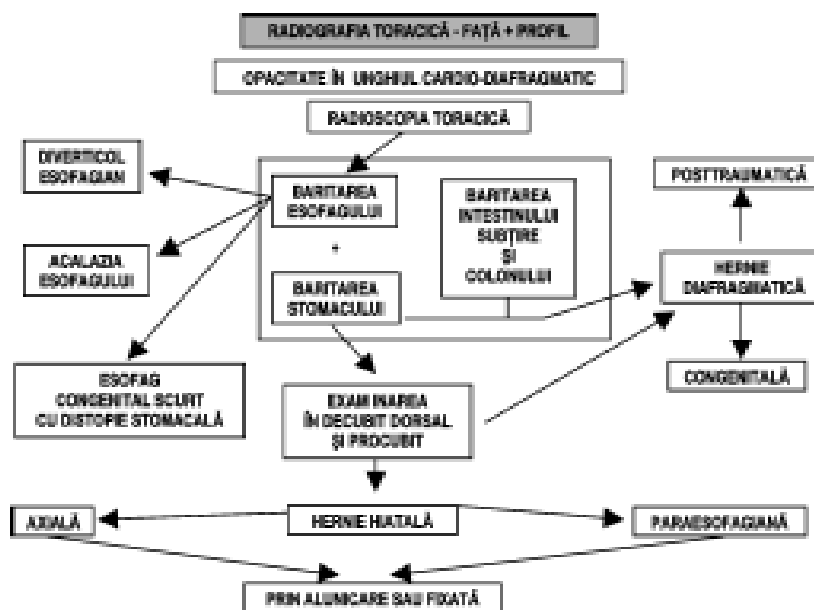 RADIOGRAFIA TORACICĂ - FAȚĂ + PROFIL
OPACITATE ÎN UNGHIUL CARDIO-DIAFRAGMATIC
RADIOSCOPIA TORACICĂ
DIVERTICOL
ESOFAGIAN
BARITAREA
ESOFAGULUI
+
BARITAREA
STOMACULUI
BARITAREA
INTESTINULUI
SUBȚIRE
ȘI
COLONULUI
POSTTRAUMATICĂ
ACALAZIA
ESOFAGULUI
HERNIE
DIAFRAGMATICĂ
ESOFAG
CONGENITAL SCURT
CU DISTOPIE STOMACALĂ
EXAMINAREA
ÎN DECUBIT DORSAL
ȘI PROCUBIT
CONGENITALĂ
AXIALĂ
HERNIE HIATALĂ
PARAESOFAGIANĂ
PRIN ALUNICARE SAU FIXATĂ